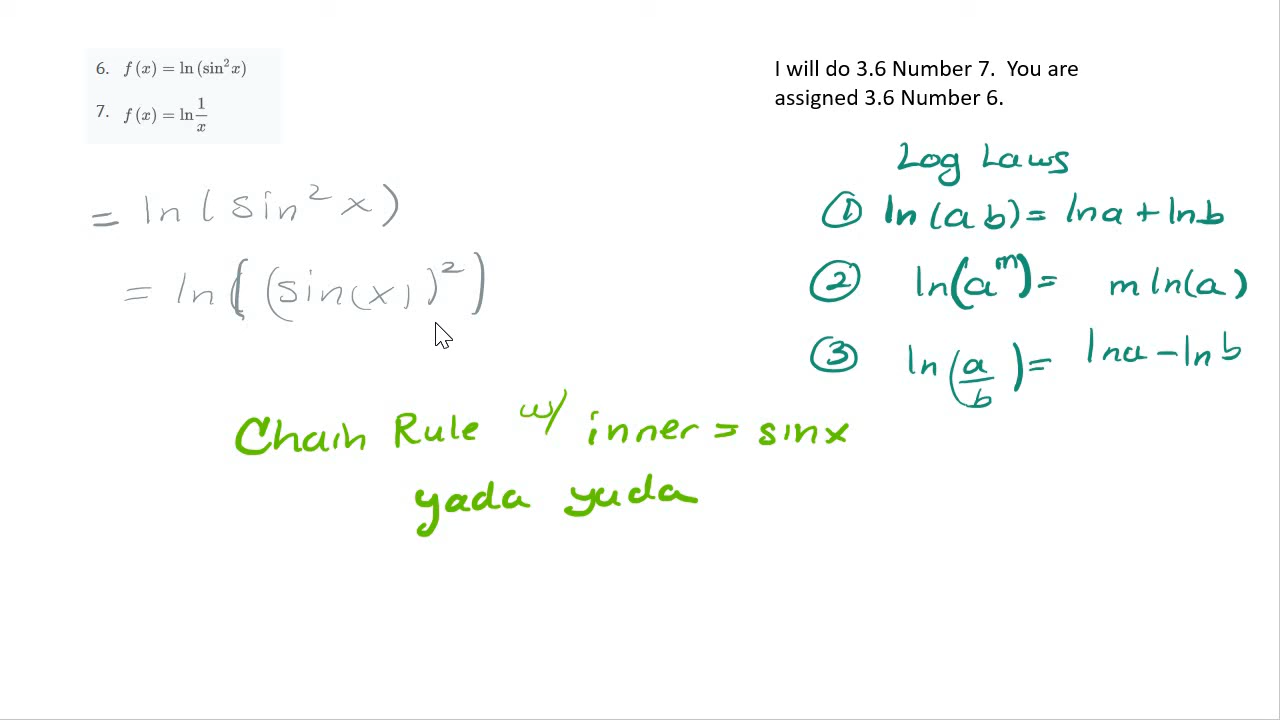 6. f(x) = ln(sin²x)
7. f(x) = ln 1/x
I will do 3.6 Number 7. You are
assigned 3.6 Number 6.
= ln(sin²x)
= ln((sin(x))²)
Log Laws
① ln(ab) = lna + lnb
② ln(a^m) = m ln(a)
③ ln(a/b) = lna - lnb
Chain Rule w/ inner = sinx
yada yada